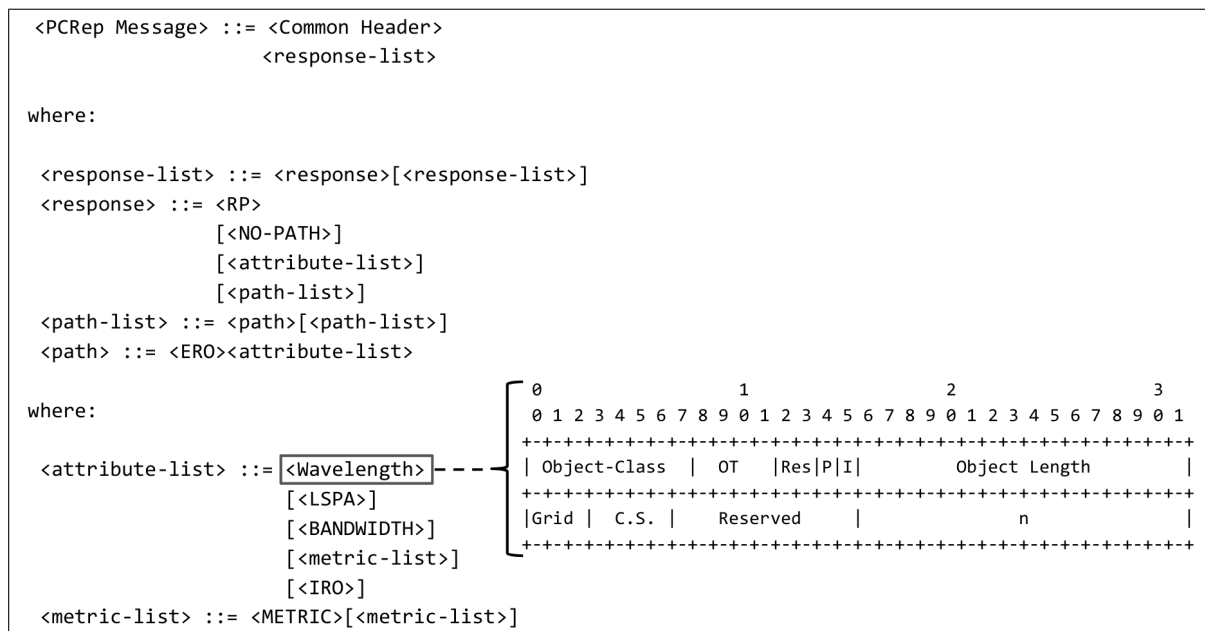 <PCRep Message> ::= <Common Header>
<response-list>
where:
<response-list> ::= <response>[<response-list>]
<response> ::= <RP>
[<NO-PATH>]
[<attribute-list>]
[<path-list>]
<path-list> ::= <path>[<path-list>]
<path> ::= <ERO><attribute-list>
where:
<attribute-list> ::= <Wavelength>
[<LSPA>]
[<BANDWIDTH>]
[<metric-list>]
[<IRO>]
<metric-list> ::= <METRIC>[<metric-list>]
0 1 2 3
0 1 2 3 4 5 6 7 8 9 0 1 2 3 4 5 6 7 8 9 0 1 2 3 4 5 6 7 8 9 0 1
+-+-+-+-+-+-+-+-+-+-+-+-+-+-+-+-+-+-+-+-+-+-+-+-+-+-+-+-+-+-+-+-+
| Object-Class | OT |Res|P|I| Object Length |
+-+-+-+-+-+-+-+-+-+-+-+-+-+-+-+-+-+-+-+-+-+-+-+-+-+-+-+-+-+-+-+-+
|Grid | C.S. | Reserved | n |
+-+-+-+-+-+-+-+-+-+-+-+-+-+-+-+-+-+-+-+-+-+-+-+-+-+-+-+-+-+-+-+-+